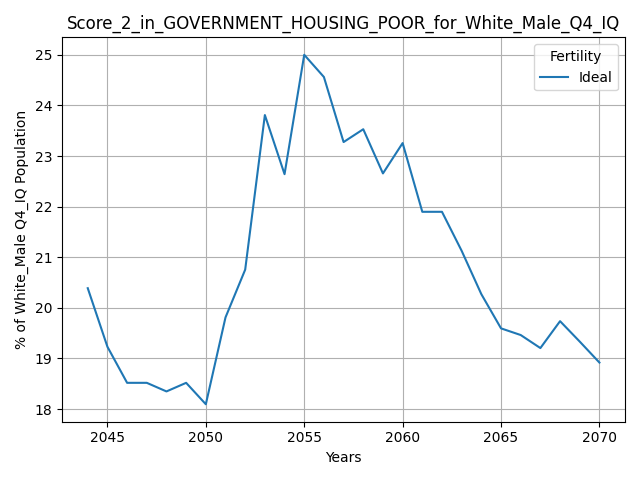 Score_2_in_GOVERNMENT_HOUSING_POOR_for_White_Male_Q4_IQ
Fertility
Ideal
% of White_Male Q4_IQ Population
25
24
23
22
21
20
19
18
2045 2050 2055 2060 2065 2070
Years